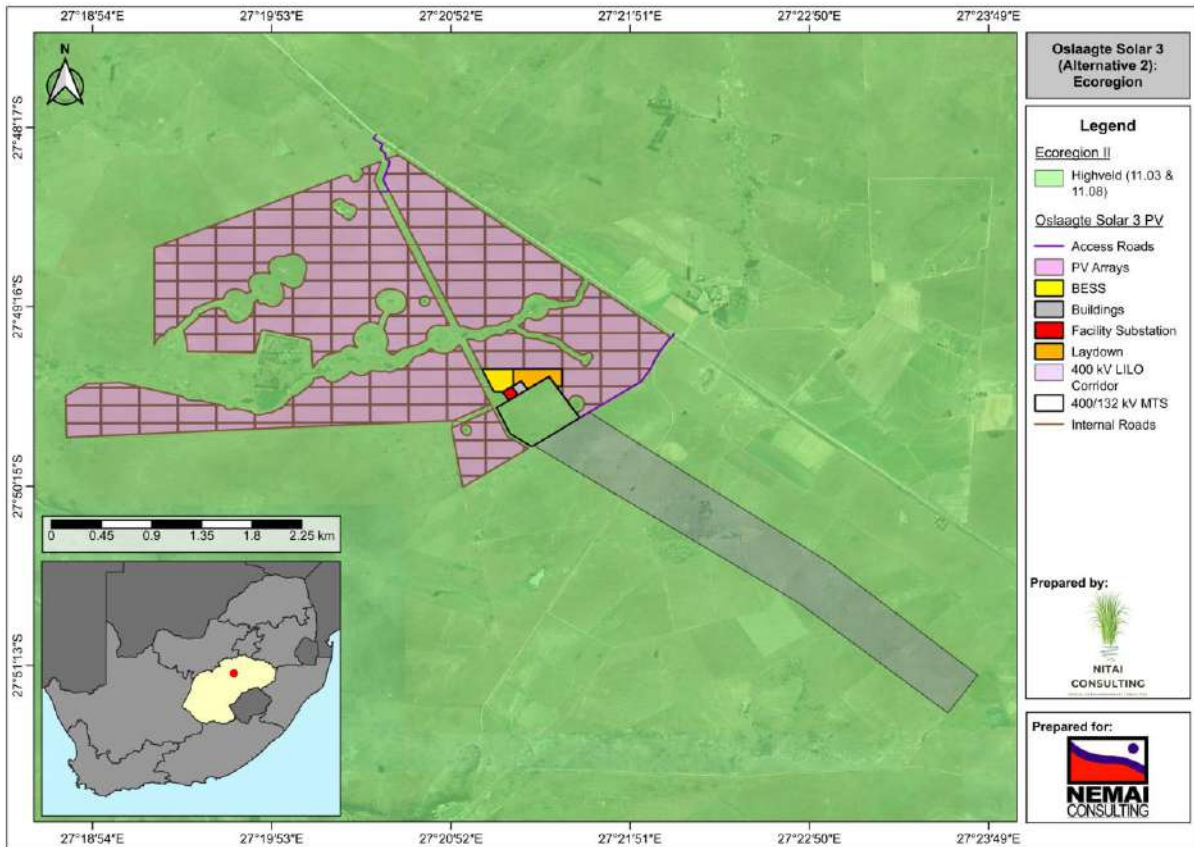 27°18'54"E 27°19'53"E 27°20'52"E 27°21'51"E 27°22'50"E 27°23'49"E
N
27°48'17"S
27°49'16"S
27°50'15"S
27°51'13"S
0 0.45 0.9 1.35 1.8 2.25 km
27°18'54"E 27°19'53"E 27°20'52"E 27°21'51"E 27°22'50"E 27°23'49"E
Oslaagte Solar 3
(Alternative 2):
Ecoregion
Legend
Ecoregion II
Highveld (11.03 &
11.08)
Oslaagte Solar 3 PV
Access Roads
PV Arrays
BESS
Buildings
Facility Substation
Laydown
400 kV LILO
Corridor
400/132 kV MTS
Internal Roads
Prepared by:
NITAI
CONSULTING
Prepared for:
NEMAI
CONSULTING